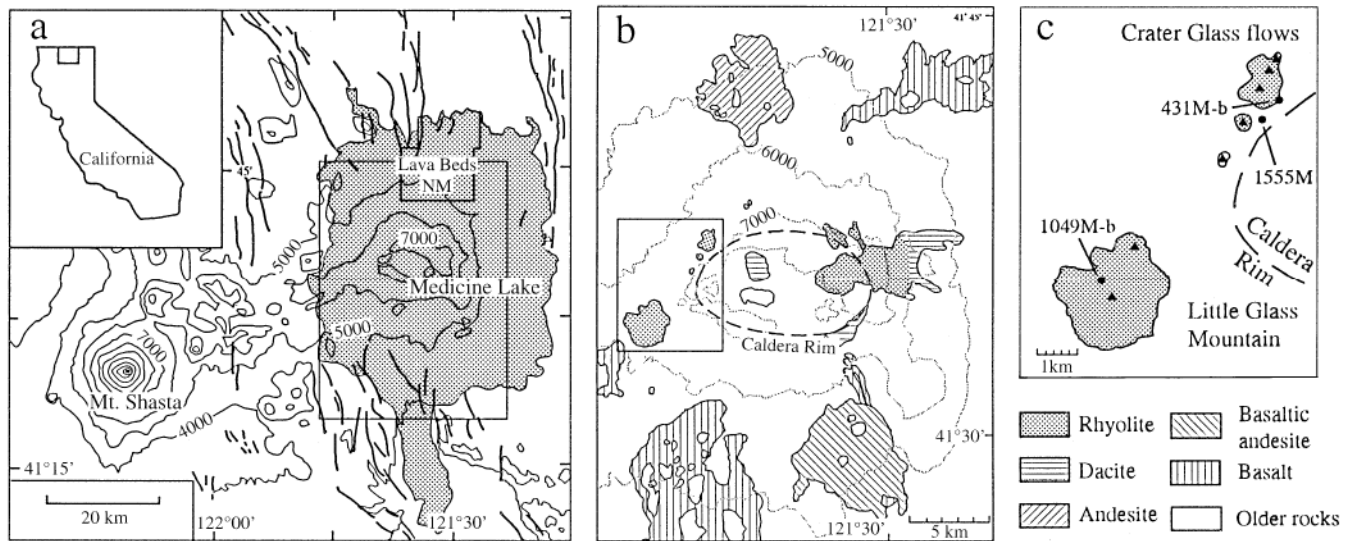 a
California
45'
Lava Beds
NM
5000
7000
Medicine Lake
5000
7000
Mt. Shasta
4000
41°15'
20 km
122°00'
121°30'
b
121°30'
41°45'
5000
6000
7000
Caldera Rim
41°30'
121°30'
5 km
c
Crater Glass flows
431M-b
1555M
1049M-b
Caldera
Rim
Little Glass
Mountain
1km
Rhyolite
Dacite
Andesite
Basaltic
andesite
Basalt
Older rocks